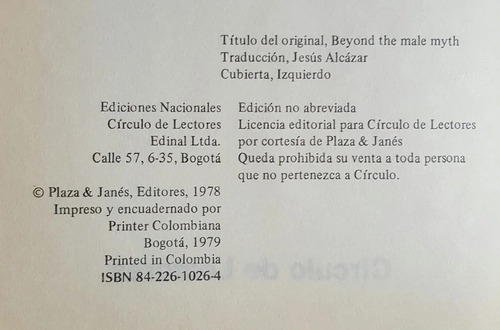 Título del original, Beyond the male myth
Traducción, Jesús Alcázar
Cubierta, Izquierdo
Ediciones Nacionales
Círculo de Lectores
Edinal Ltda.
Calle 57, 6-35, Bogotá
Edición no abreviada
Licencia editorial para Círculo de Lectores
por cortesía de Plaza & Janés
Queda prohibida su venta a toda persona
que no pertenezca a Círculo.
© Plaza & Janés, Editores, 1978
Impreso y encuadernado por
Printer Colombiana
Bogotá, 1979
Printed in Colombia
ISBN 84-226-1026-4